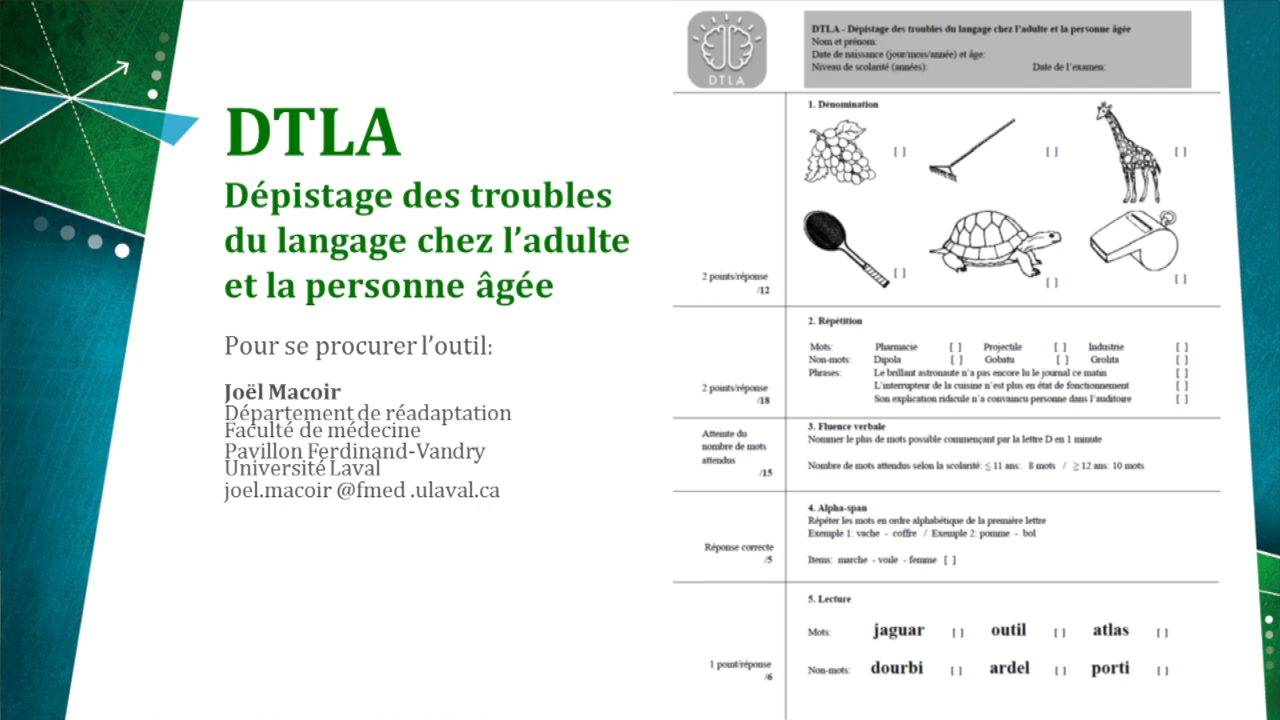 DTLA
Dépistage des troubles
du langage chez l'adulte
et la personne âgée
Pour se procurer l'outil:
Joël Macoir
Département de réadaptation
Faculté de médecine
Pavillon Ferdinand-Vandry
Université Laval
joel.macoir @fmed .ulaval.ca
DTLA
DTLA - Dépistage des troubles du langage chez l'adulte et la personne âgée
Nom et prénom:
Date de naissance (jour/mois/année) et âge:
Niveau de scolarité (années): Date de l'examen:
1. Dénomination
[ ] [ ] [ ]
[ ] [ ] [ ]
2 points/réponse
/12
2. Répétition
Mots: Pharmacie [ ] Projectile [ ] Industrie [ ]
Non-mots: Dipola [ ] Gobatu [ ] Grolita [ ]
Phrases: Le brillant astronaute n'a pas encore lu le journal ce matin [ ]
L'interrupteur de la cuisine n'est plus en état de fonctionnement [ ]
Son explication ridicule n'a convaincu personne dans l'auditoire [ ]
2 points/réponse
/18
3. Fluence verbale
Nommer le plus de mots possible commençant par la lettre D en 1 minute
Nombre de mots attendus selon la scolarité: ≤ 11 ans: 8 mots / ≥ 12 ans: 10 mots
Atteinte du
nombre de mots
attendus
/15
4. Alpha-span
Répéter les mots en ordre alphabétique de la première lettre
Exemple 1: vache - coffre / Exemple 2: pomme - bol
Items: marche - voile - femme [ ]
Réponse correcte
/5
5. Lecture
Mots: jaguar [ ] outil [ ] atlas [ ]
Non-mots: dourbi [ ] ardel [ ] porti [ ]
1 point/réponse
/6